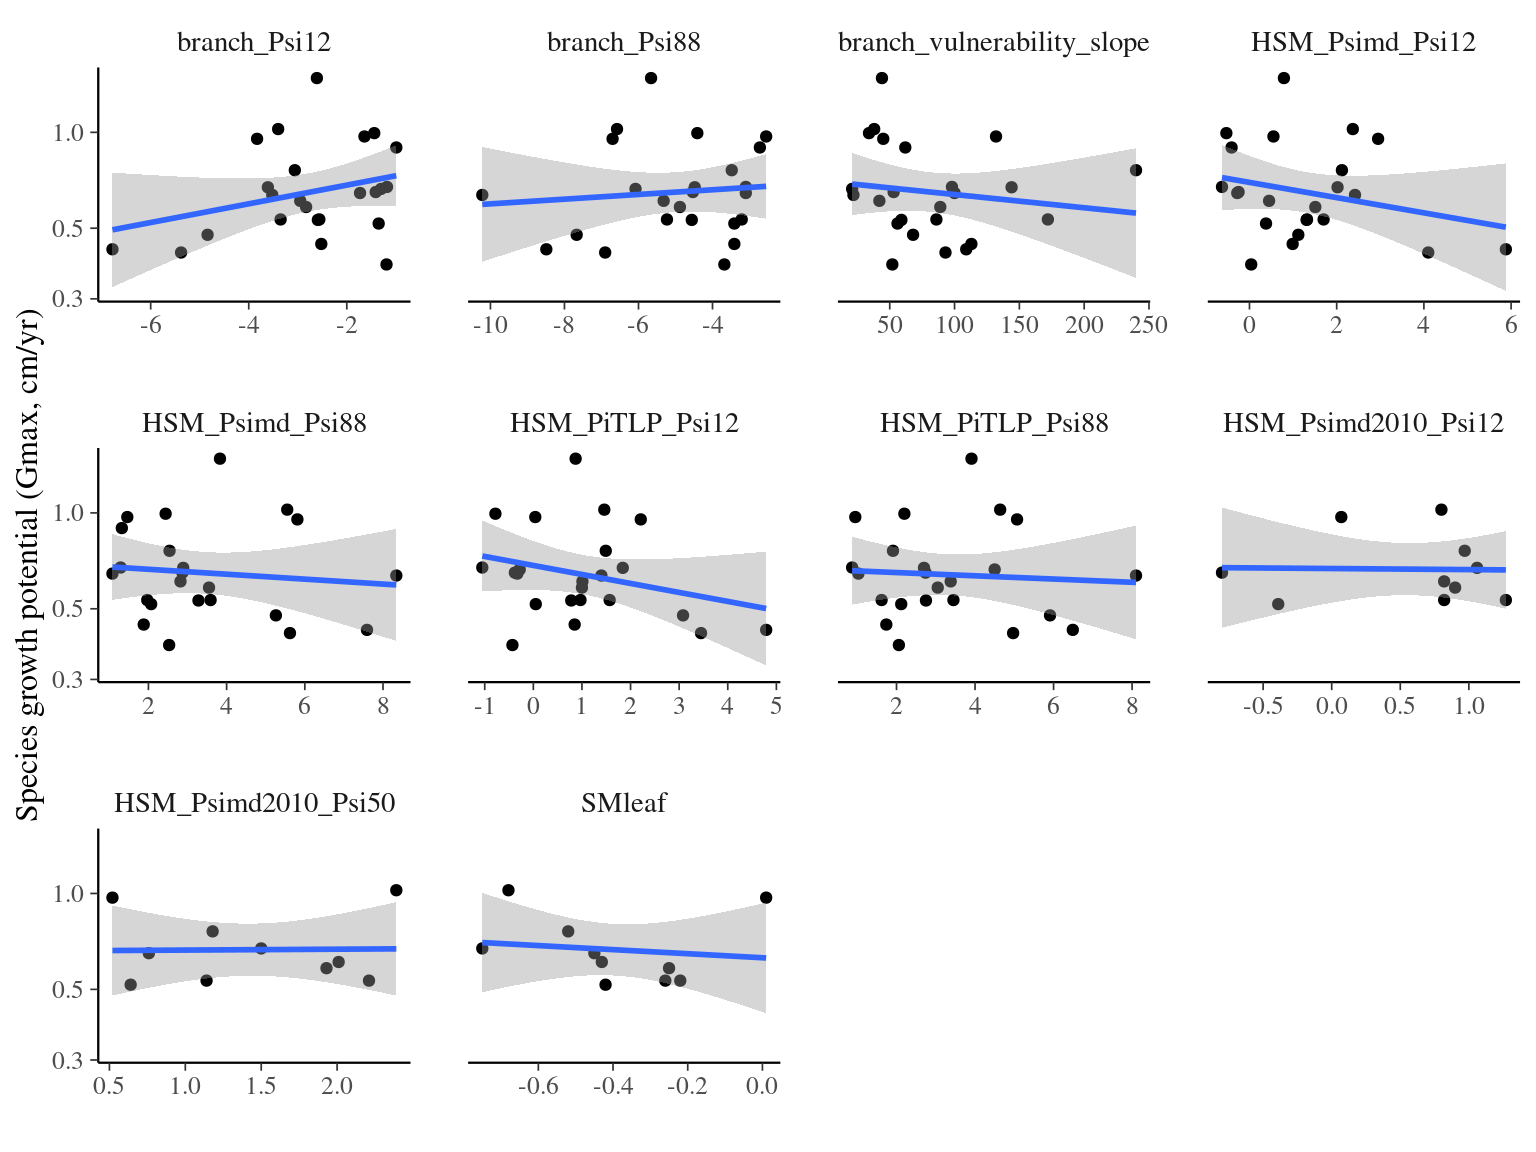 branch_Psi12 branch_Psi88 branch_vulnerability_slope HSM_Psimd_Psi12
1.0
0.5
0.3
-6 -4 -2 -10 -8 -6 -4 50 100 150 200 250 0 2 4 6
Species growth potential (Gmax, cm/yr)
HSM_Psimd_Psi88 HSM_PiTLP_Psi12 HSM_PiTLP_Psi88 HSM_Psimd2010_Psi12
1.0
0.5
0.3
2 4 6 8 -1 0 1 2 3 4 5 2 4 6 8 -0.5 0.0 0.5 1.0
HSM_Psimd2010_Psi50 SMleaf
1.0
0.5
0.3
0.5 1.0 1.5 2.0 -0.6 -0.4 -0.2 0.0